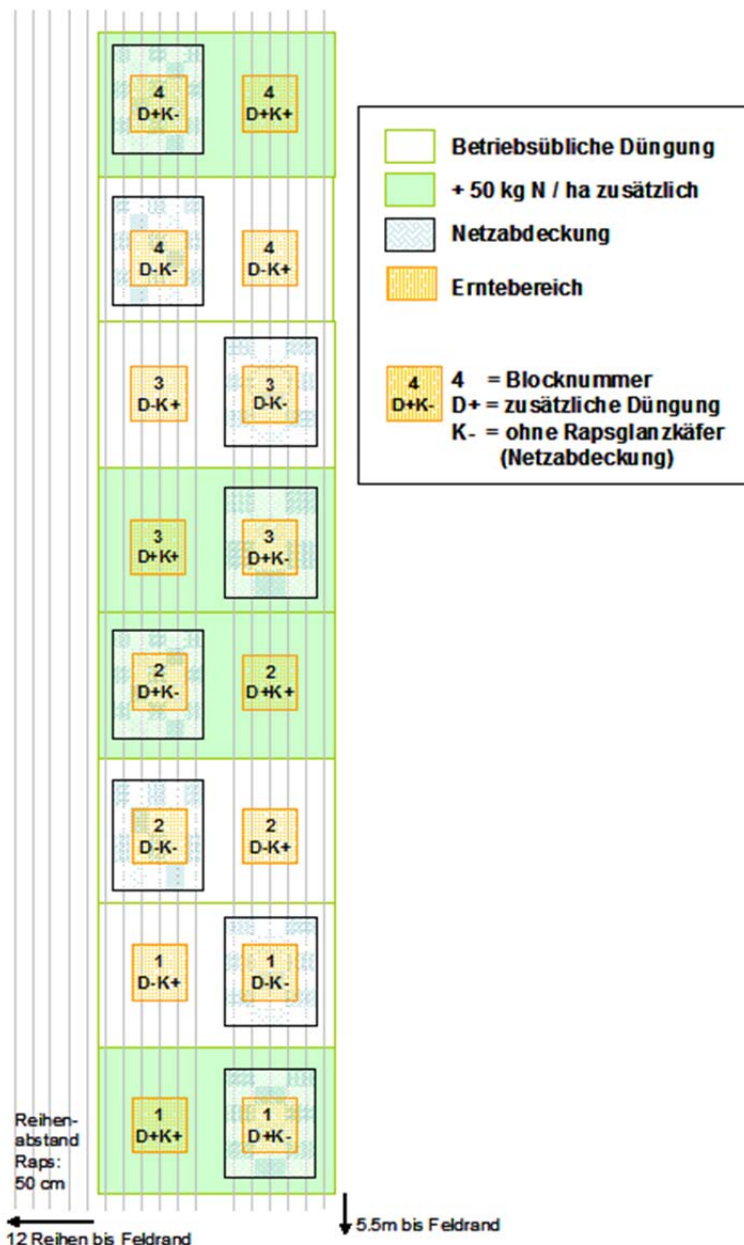 4
D+K-
4
D+K+
4
D-K-
4
D-K+
3
D-K+
3
D-K-
3
D+K+
3
D+K-
2
D+K-
2
D+K+
2
D-K-
2
D-K+
1
D-K+
1
D-K-
1
D+K+
1
D+K-
Reihen-
abstand
Raps:
50 cm
12 Reihen bis Feldrand
5.5m bis Feldrand
Betriebsübliche Düngung
+ 50 kg N / ha zusätzlich
Netzabdeckung
Erntebereich
4
D+K-
4 = Blocknummer
D+ = zusätzliche Düngung
K- = ohne Rapsglanzkäfer
(Netzabdeckung)